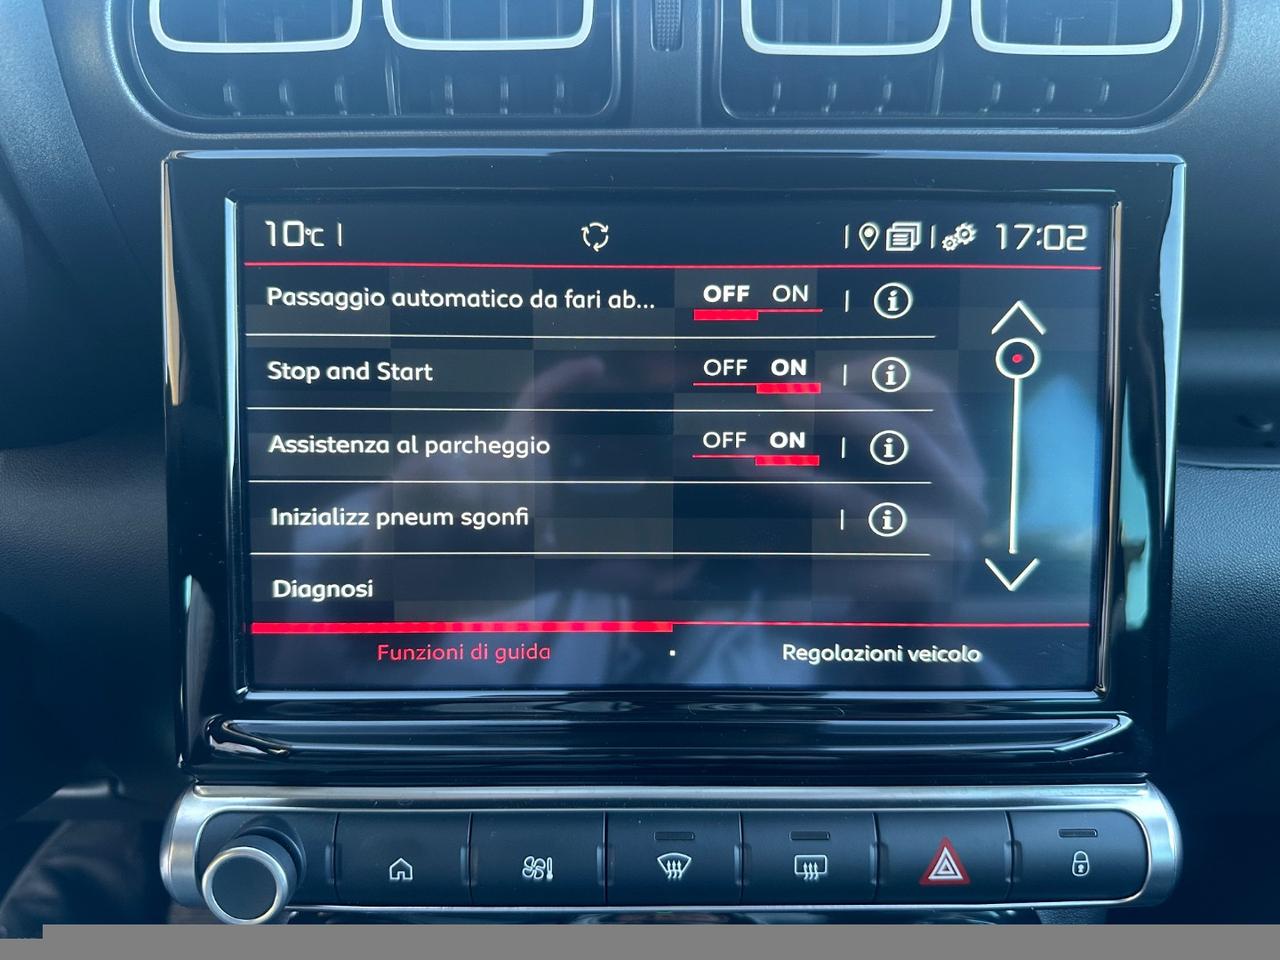 10°C 17:02
Passaggio automatico da fari ab... OFF ON
Stop and Start OFF ON
Assistenza al parcheggio OFF ON
Inizializz pneum sgonfi
Diagnosi
Funzioni di guida Regolazioni veicolo